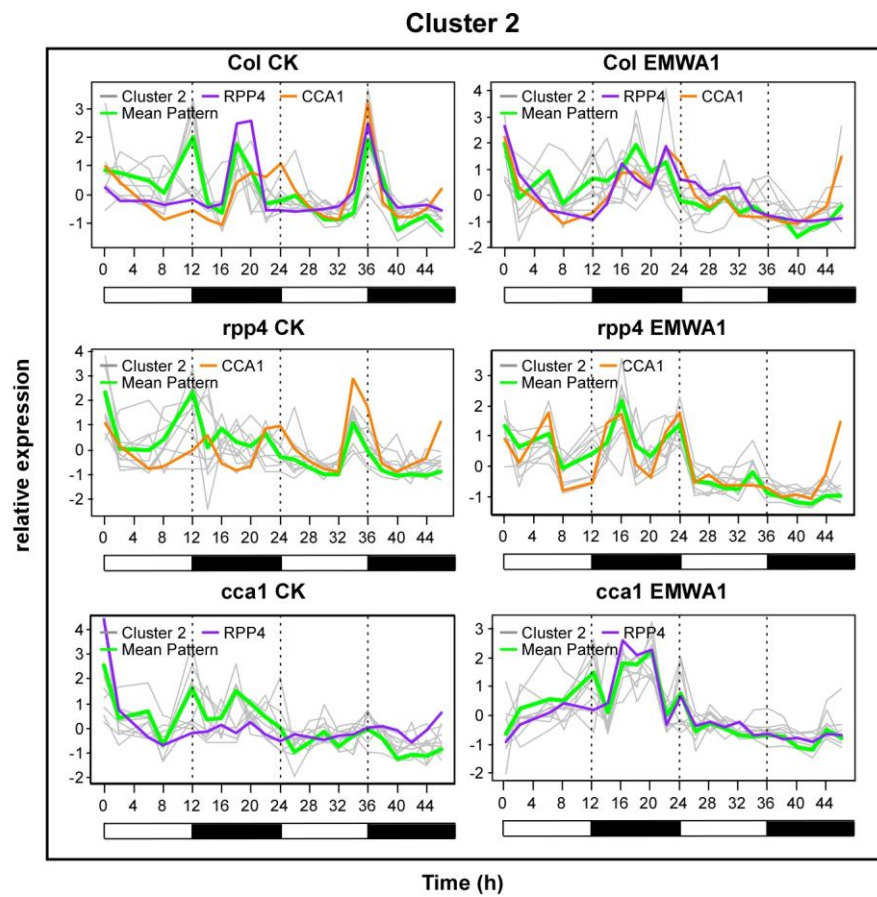 Cluster 2
Col CK
Cluster 2 RPP4 CCA1
Mean Pattern
3
2
1
0
-1
0 4 8 12 16 20 24 28 32 36 40 44
Col EMWA1
Cluster 2 RPP4 CCA1
Mean Pattern
4
3
2
1
0
-1
-2
0 4 8 12 16 20 24 28 32 36 40 44
rpp4 CK
Cluster 2 CCA1
Mean Pattern
4
3
2
1
0
-1
-2
0 4 8 12 16 20 24 28 32 36 40 44
rpp4 EMWA1
Cluster 2 CCA1
Mean Pattern
4
3
2
1
0
-1
0 4 8 12 16 20 24 28 32 36 40 44
cca1 CK
Cluster 2 RPP4
Mean Pattern
4
3
2
1
0
-1
-2
0 4 8 12 16 20 24 28 32 36 40 44
cca1 EMWA1
Cluster 2 RPP4
Mean Pattern
3
2
1
0
-1
-2
0 4 8 12 16 20 24 28 32 36 40 44
relative expression
Time (h)